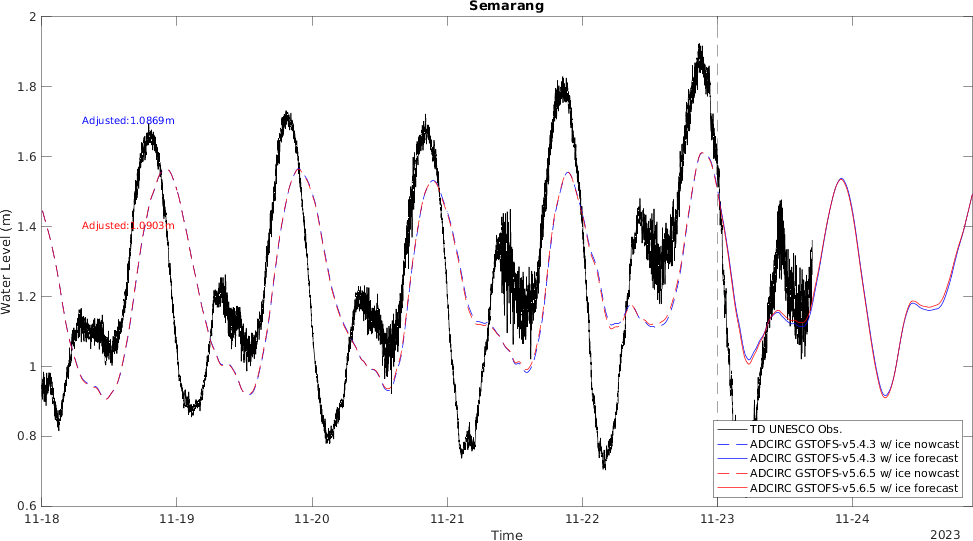 Semarang
2
1.8
1.6
1.4
1.2
1
0.8
0.6
Water Level (m)
Adjusted:1.0869m
Adjusted:1.0903m
TD UNESCO Obs.
ADCIRC GSTOFS-v5.4.3 w/ ice nowcast
ADCIRC GSTOFS-v5.4.3 w/ ice forecast
ADCIRC GSTOFS-v5.6.5 w/ ice nowcast
ADCIRC GSTOFS-v5.6.5 w/ ice forecast
11-18 11-19 11-20 11-21 11-22 11-23 11-24
Time
2023